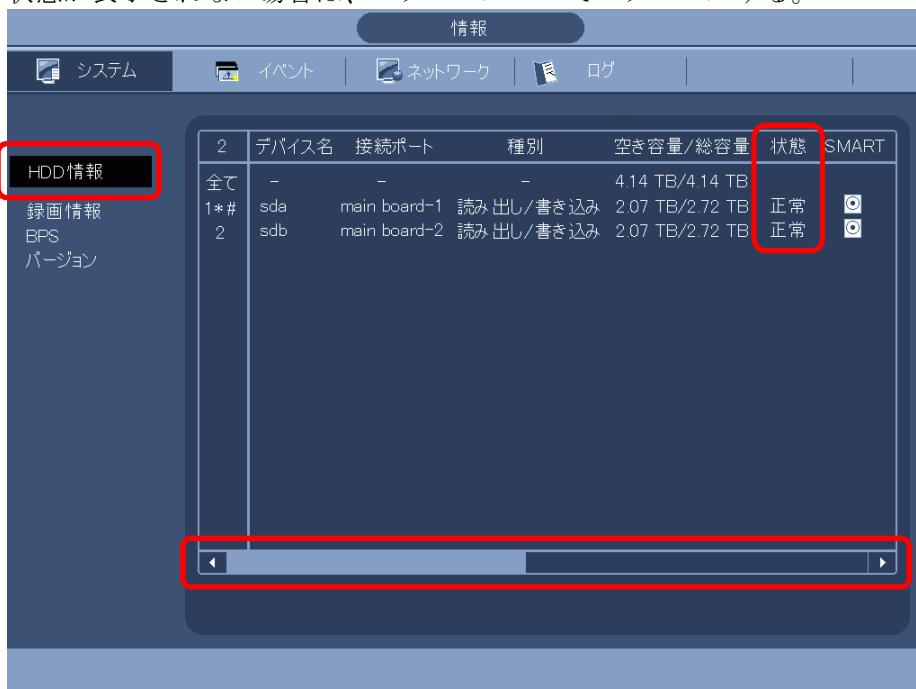 情報
システム イベント ネットワーク ログ
HDD情報
録画情報
BPS
バージョン
2 デバイス名 接続ポート 種別 空き容量/総容量 状態 SMART
全て - - - 4.14 TB/4.14 TB
1*# sda main board-1 読み出し/書き込み 2.07 TB/2.72 TB 正常
2 sdb main board-2 読み出し/書き込み 2.07 TB/2.72 TB 正常